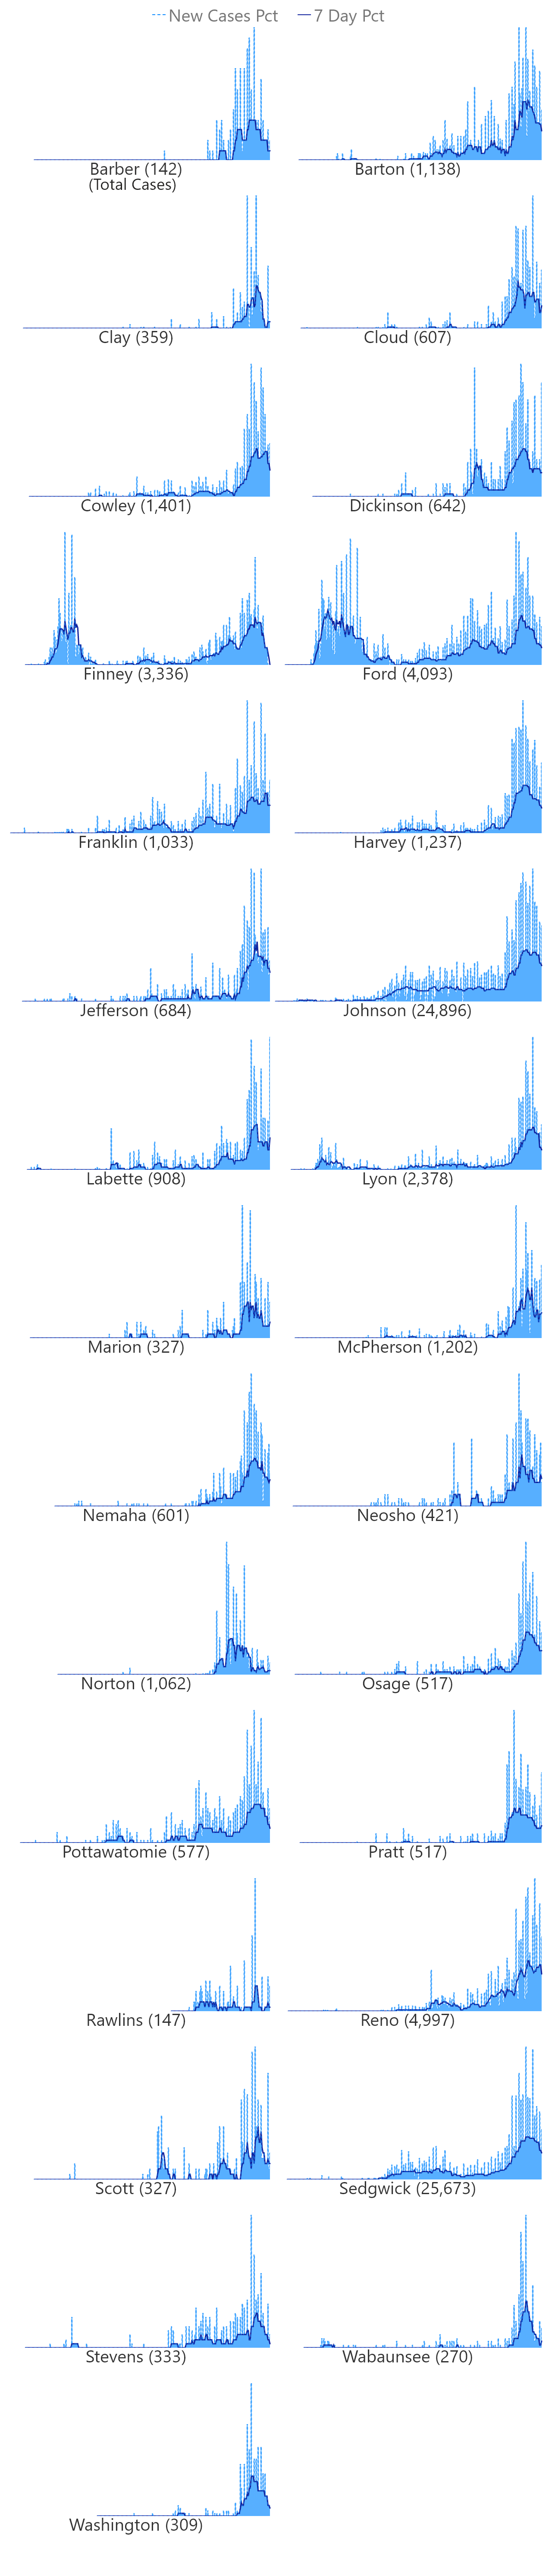 New Cases Pct 7 Day Pct
Barber (142) Barton (1,138)
(Total Cases)
Clay (359) Cloud (607)
Cowley (1,401) Dickinson (642)
Finney (3,336) Ford (4,093)
Franklin (1,033) Harvey (1,237)
Jefferson (684) Johnson (24,896)
Labette (908) Lyon (2,378)
Marion (327) McPherson (1,202)
Nemaha (601) Neosho (421)
Norton (1,062) Osage (517)
Pottawatomie (577) Pratt (517)
Rawlins (147) Reno (4,997)
Scott (327) Sedgwick (25,673)
Stevens (333) Wabaunsee (270)
Washington (309)